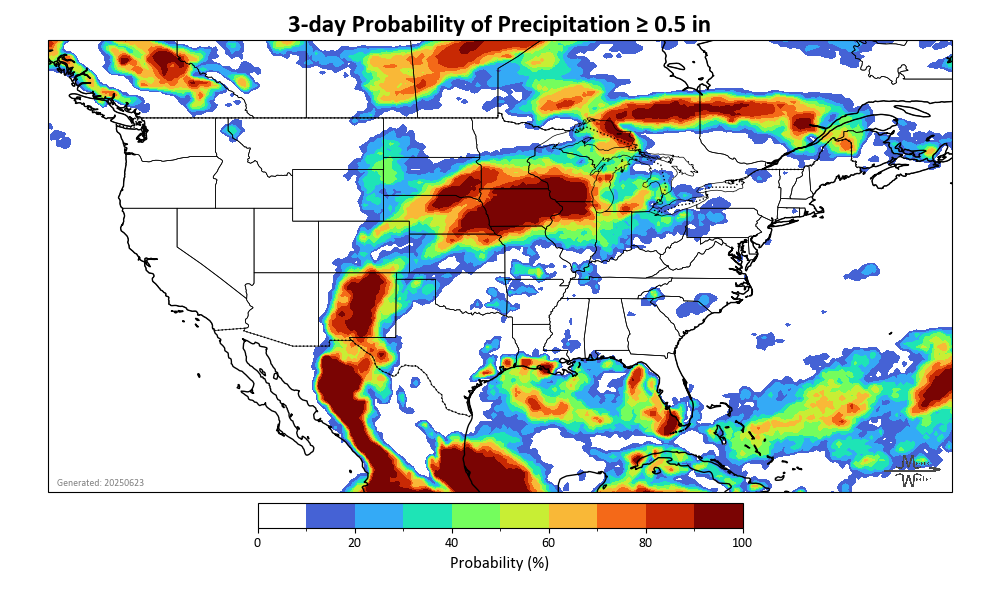 3-day Probability of Precipitation ≥ 0.5 in
Generated: 20250623
0 20 40 60 80 100
Probability (%)